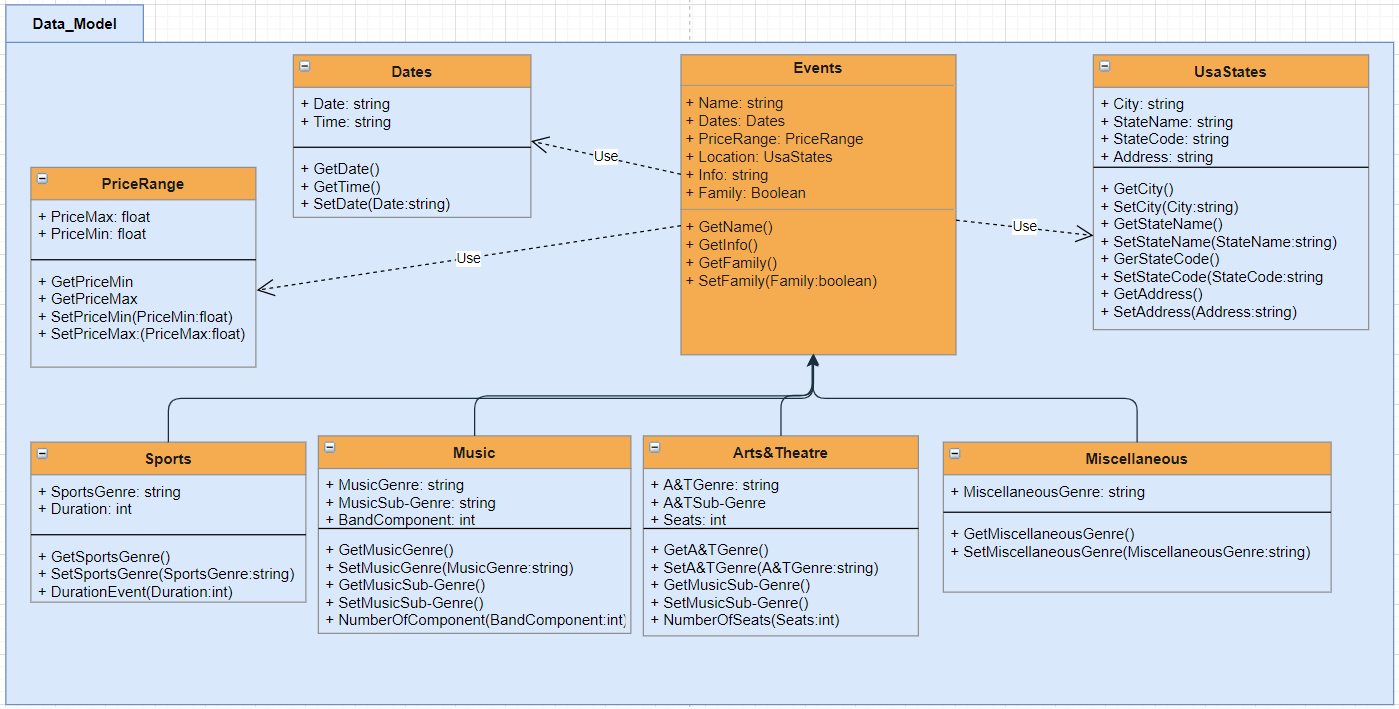 Data_Model
Dates
+ Date: string
+ Time: string
+ GetDate()
+ GetTime()
+ SetDate(Date:string)
Events
+ Name: string
+ Dates: Dates
+ PriceRange: PriceRange
+ Location: UsaStates
+ Info: string
+ Family: Boolean
+ GetName()
+ GetInfo()
+ GetFamily()
+ SetFamily(Family:boolean)
UsaStates
+ City: string
+ StateName: string
+ StateCode: string
+ Address: string
+ GetCity()
+ SetCity(City:string)
+ GetStateName()
+ SetStateName(StateName:string)
+ GerStateCode()
+ SetStateCode(StateCode:string
+ GetAddress()
+ SetAddress(Address:string)
Use
Use
Use
PriceRange
+ PriceMax: float
+ PriceMin: float
+ GetPriceMin
+ GetPriceMax
+ SetPriceMin(PriceMin:float)
+ SetPriceMax:(PriceMax:float)
Sports
+ SportsGenre: string
+ Duration: int
+ GetSportsGenre()
+ SetSportsGenre(SportsGenre:string)
+ DurationEvent(Duration:int)
Music
+ MusicGenre: string
+ MusicSub-Genre: string
+ BandComponent: int
+ GetMusicGenre()
+ SetMusicGenre(MusicGenre:string)
+ GetMusicSub-Genre()
+ SetMusicSub-Genre()
+ NumberOfComponent(BandComponent:int)
Arts&Theatre
+ A&TGenre: string
+ A&TSub-Genre
+ Seats: int
+ GetA&TGenre()
+ SetA&TGenre(A&TGenre:string)
+ GetMusicSub-Genre()
+ SetMusicSub-Genre()
+ NumberOfSeats(Seats:int)
Miscellaneous
+ MiscellaneousGenre: string
+ GetMiscellaneousGenre()
+ SetMiscellaneousGenre(MiscellaneousGenre:string)